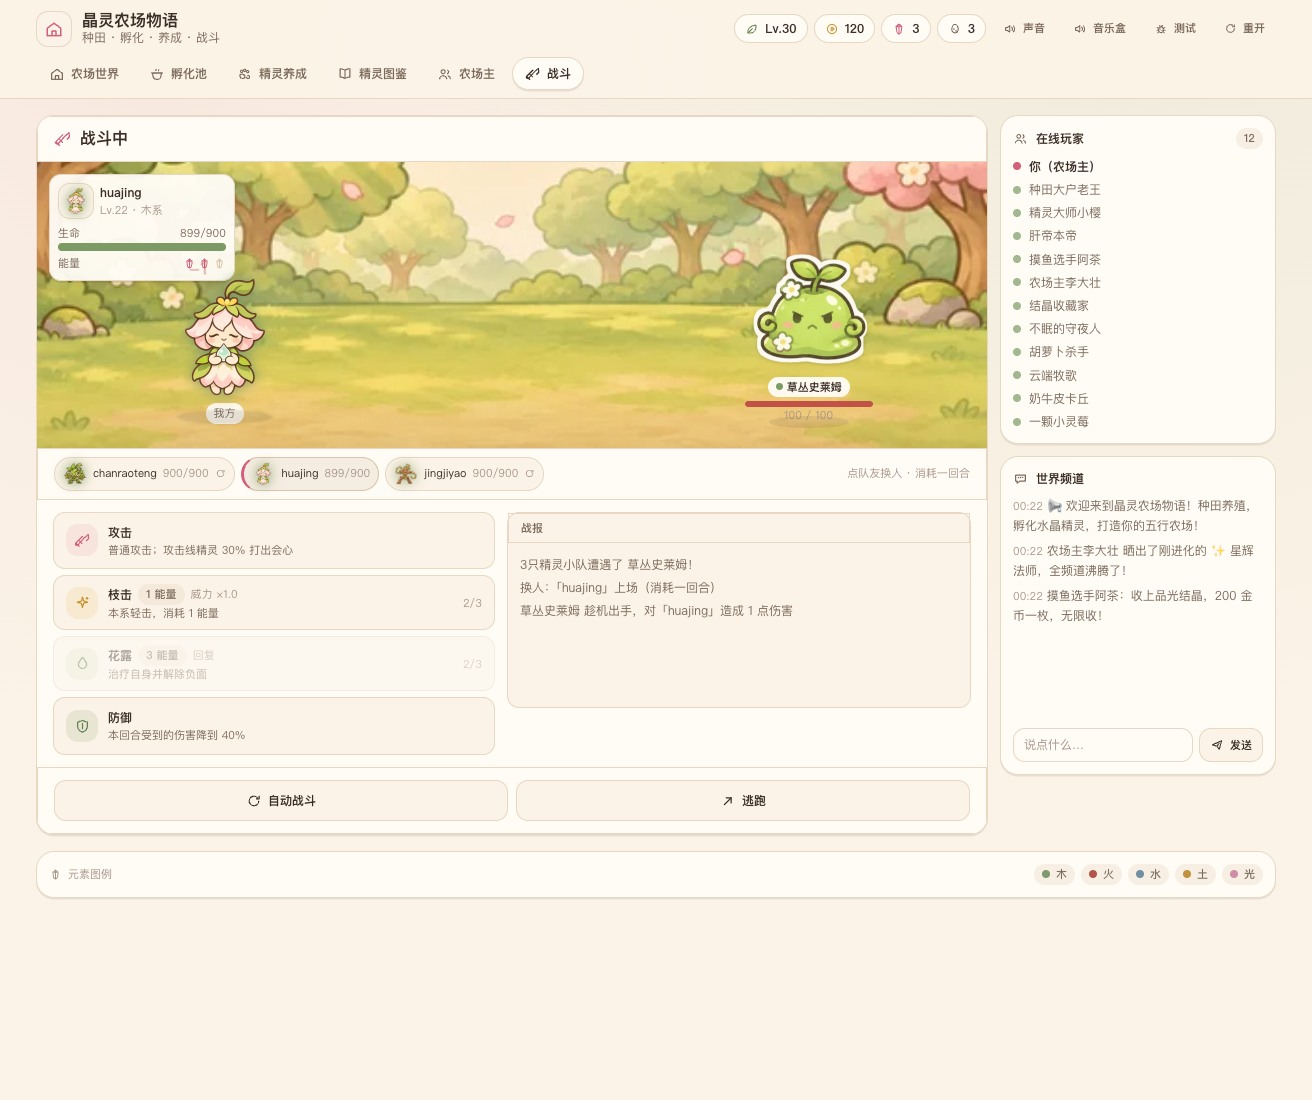 晶灵农场物语
种田 · 孵化 · 养成 · 战斗
Lv.30
120
3
3
声音
音乐盒
测试
重开
农场世界
孵化池
精灵养成
精灵图鉴
农场主
战斗
战斗中
huajing
Lv.22 · 木系
生命 899/900
能量
我方
草丛史莱姆
100 / 100
chanraoteng 900/900
huajing 899/900
jingjiyao 900/900
点队友换人 · 消耗一回合
攻击
普通攻击；攻击线精灵 30% 打出会心
枝击 1 能量 威力 ×1.0
本系轻击，消耗 1 能量
2/3
花露 3 能量 回复
治疗自身并解除负面
2/3
防御
本回合受到的伤害降到 40%
战报
3只精灵小队遭遇了 草丛史莱姆！
换人：「huajing」上场（消耗一回合）
草丛史莱姆 趁机出手，对「huajing」造成 1 点伤害
自动战斗
逃跑
在线玩家 12
你（农场主）
种田大户老王
精灵大师小樱
肝帝本帝
摸鱼选手阿茶
农场主李大壮
结晶收藏家
不眠的守夜人
胡萝卜杀手
云端牧歌
奶牛皮卡丘
一颗小灵莓
世界频道
00:22 📢 欢迎来到晶灵农场物语！种田养殖，
孵化水晶精灵，打造你的五行农场！
00:22 农场主李大壮 晒出了刚进化的 ✨ 星辉
法师，全频道沸腾了！
00:22 摸鱼选手阿茶：收上品光结晶，200 金
币一枚，无限收！
说点什么...
发送
元素图例
木
火
水
土
光